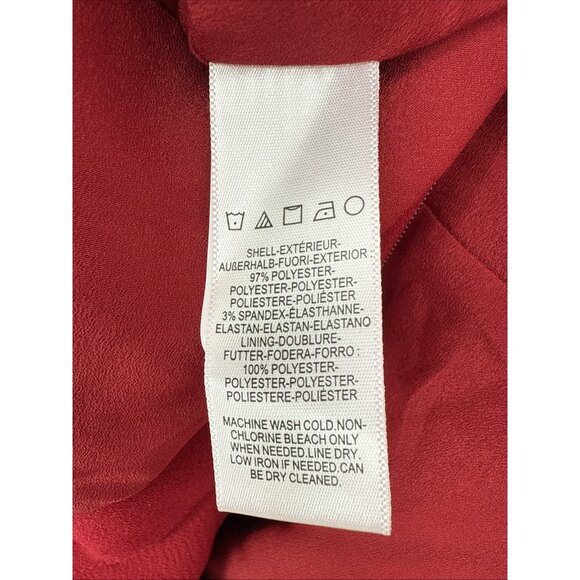 SHELL-EXTÉRIEUR-
AUßERHALB-FUORI-EXTERIOR :
97% POLYESTER-
POLYESTER-POLYESTER-
POLIESTERE-POLIÉSTER
3% SPANDEX-ÉLASTHANNE-
ELASTAN-ELASTAN-ELASTANO
LINING-DOUBLURE-
FUTTER-FODERA-FORRO :
100% POLYESTER-
POLYESTER-POLYESTER-
POLIESTERE-POLIÉSTER
MACHINE WASH COLD.NON-
CHLORINE BLEACH ONLY
WHEN NEEDED.LINE DRY.
LOW IRON IF NEEDED.CAN
BE DRY CLEANED.